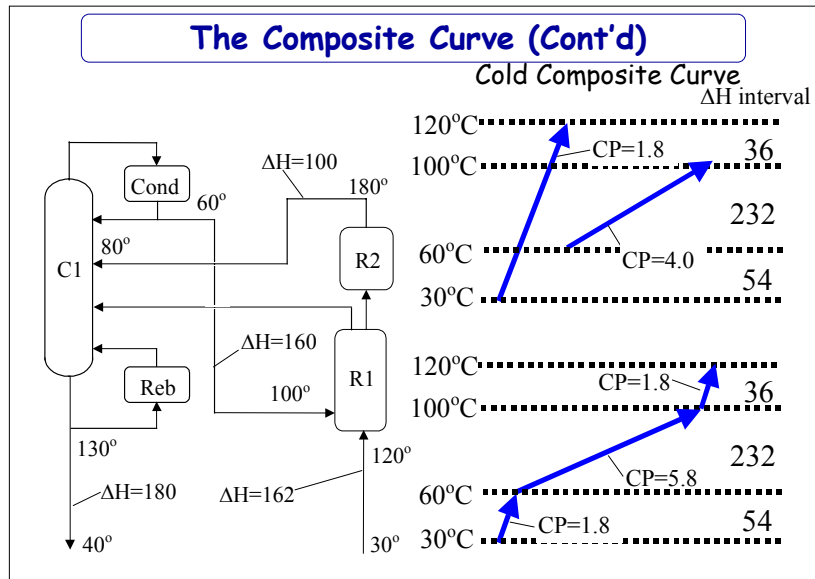 The Composite Curve (Cont'd)
Cold Composite Curve
ΔH interval
120°C
CP=1.8
36
100°C
232
60°C
CP=4.0
54
30°C
120°C
CP=1.8
36
100°C
232
60°C
CP=5.8
CP=1.8
54
30°C
Cond
60°
ΔH=100
180°
80°
C1
R2
ΔH=160
R1
Reb
100°
130°
120°
ΔH=180
ΔH=162
40°
30°